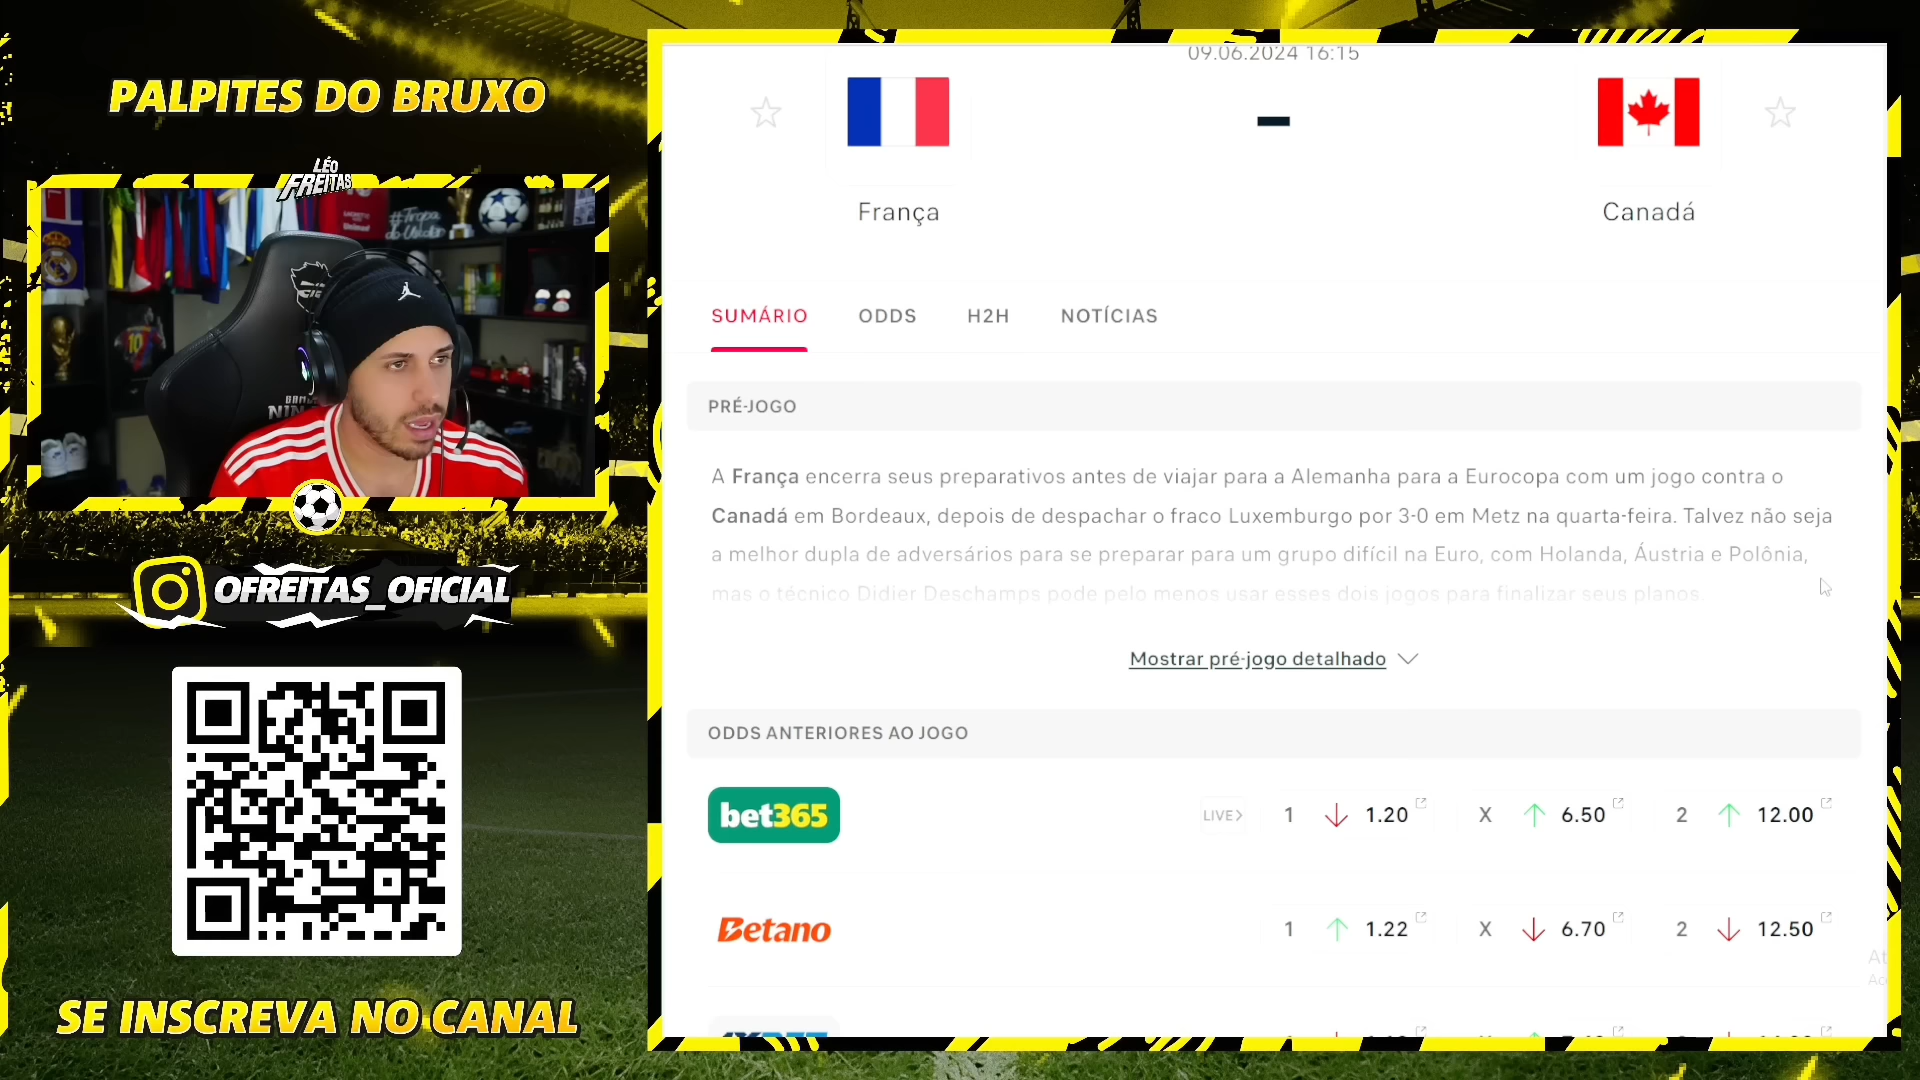 PALPITES DO BRUXO
LÉO
FREITAS
#Tropa
do Usador
OFREITAS_OFICIAL
SE INSCREVA NO CANAL
09.06.2024 16:15
França
Canadá
SUMÁRIO ODDS H2H NOTÍCIAS
PRÉ-JOGO
A França encerra seus preparativos antes de viajar para a Alemanha para a Eurocopa com um jogo contra o
Canadá em Bordeaux, depois de despachar o fraco Luxemburgo por 3-0 em Metz na quarta-feira. Talvez não seja
a melhor dupla de adversários para se preparar para um grupo difícil na Euro, com Holanda, Áustria e Polônia,
mas o técnico Didier Deschamps pode pelo menos usar esses dois jogos para finalizar seus planos.
Mostrar pré-jogo detalhado
ODDS ANTERIORES AO JOGO
bet365 LIVE 1 1.20 X 6.50 2 12.00
Betano 1 1.22 X 6.70 2 12.50